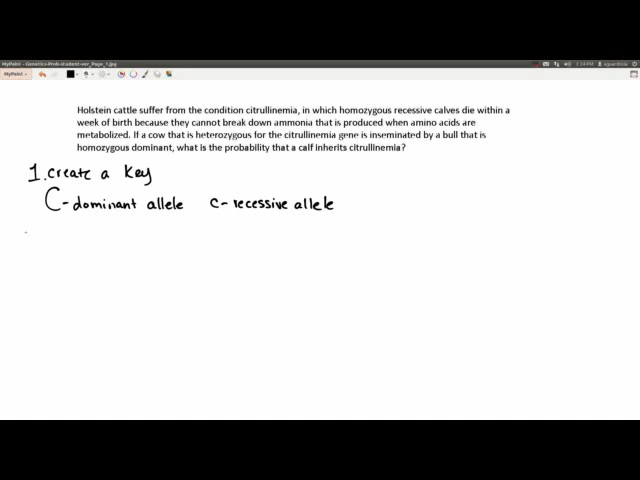 MyPaint - Genetics-Prob-student-ver_Page_1.jpg
3:24 PM
MyPaint
Holstein cattle suffer from the condition citrullinemia, in which homozygous recessive calves die within a
week of birth because they cannot break down ammonia that is produced when amino acids are
metabolized. If a cow that is heterozygous for the citrullinemia gene is inseminated by a bull that is
homozygous dominant, what is the probability that a calf inherits citrullinemia?
1. create a key
C - dominant allele c - recessive allele